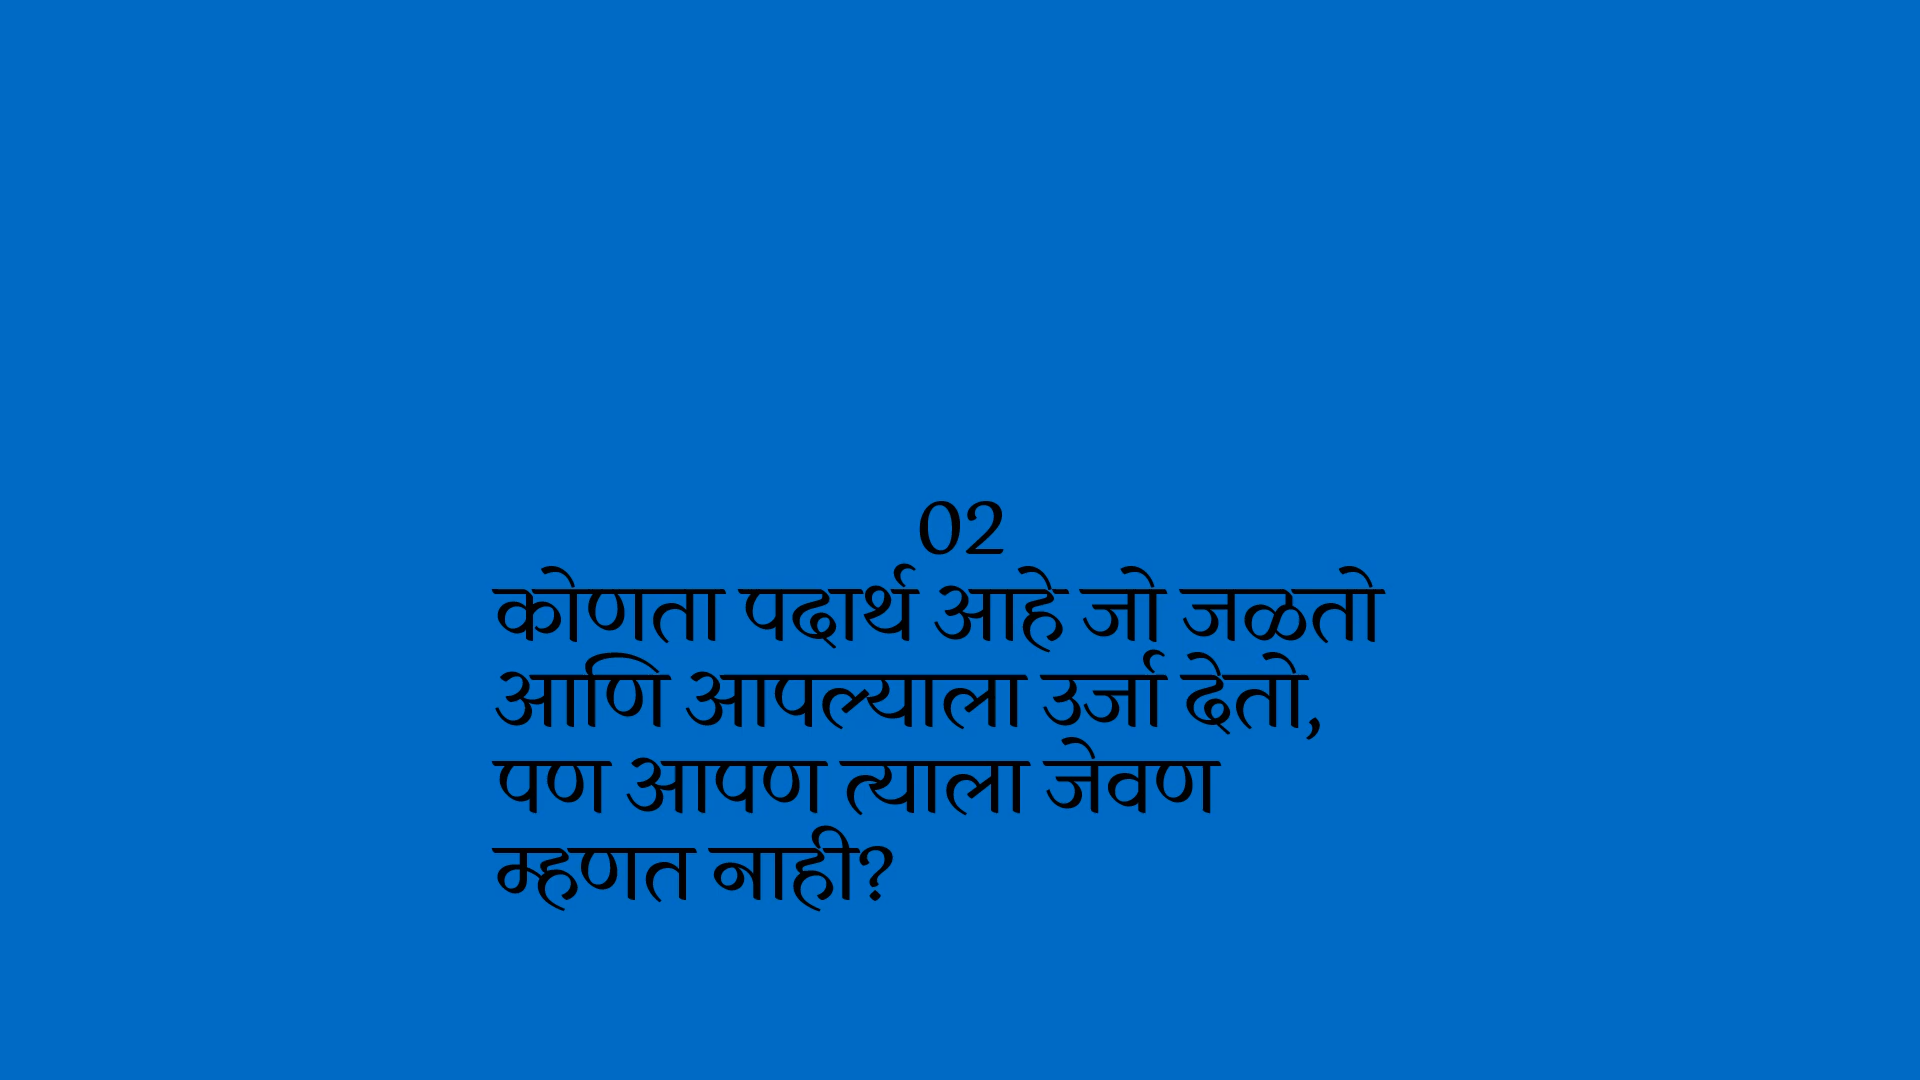 02
कोणता पदार्थ आहे जो जळतो
आणि आपल्याला उर्जा देतो,
पण आपण त्याला जेवण
म्हणत नाही?